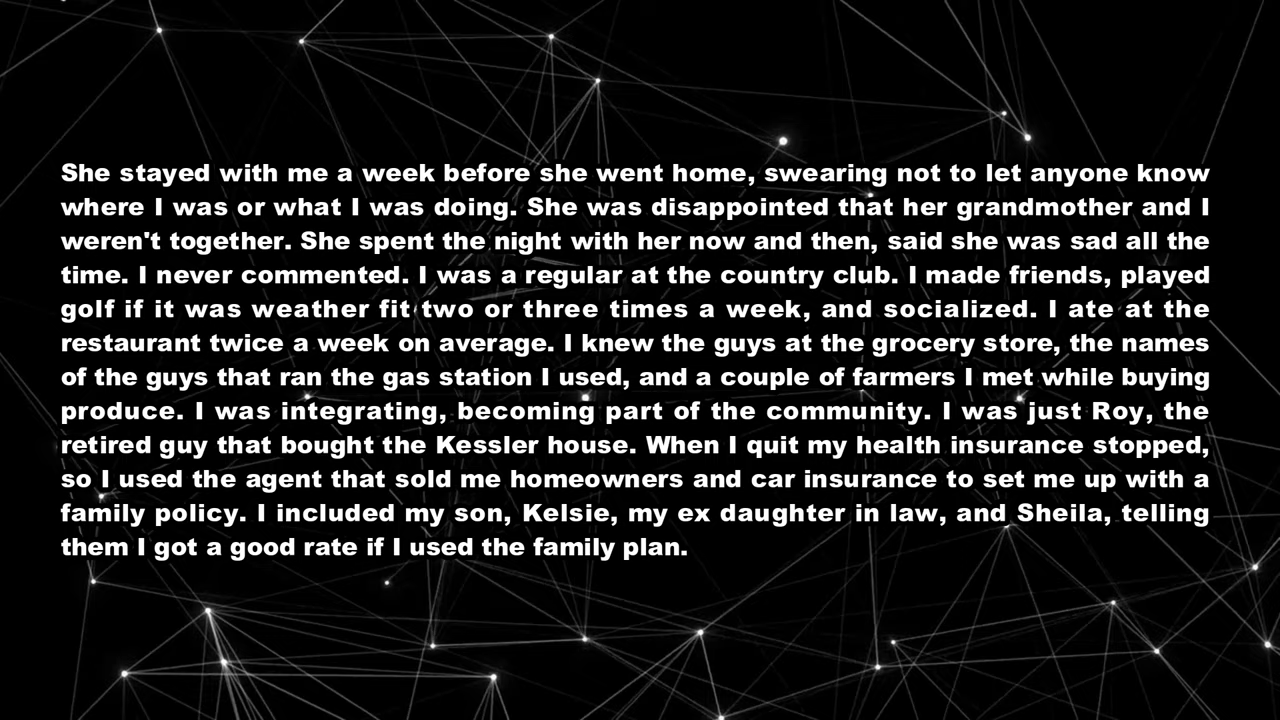 She stayed with me a week before she went home, swearing not to let anyone know
where I was or what I was doing. She was disappointed that her grandmother and I
weren't together. She spent the night with her now and then, said she was sad all the
time. I never commented. I was a regular at the country club. I made friends, played
golf if it was weather fit two or three times a week, and socialized. I ate at the
restaurant twice a week on average. I knew the guys at the grocery store, the names
of the guys that ran the gas station I used, and a couple of farmers I met while buying
produce. I was integrating, becoming part of the community. I was just Roy, the
retired guy that bought the Kessler house. When I quit my health insurance stopped,
so I used the agent that sold me homeowners and car insurance to set me up with a
family policy. I included my son, Kelsie, my ex daughter in law, and Sheila, telling
them I got a good rate if I used the family plan.